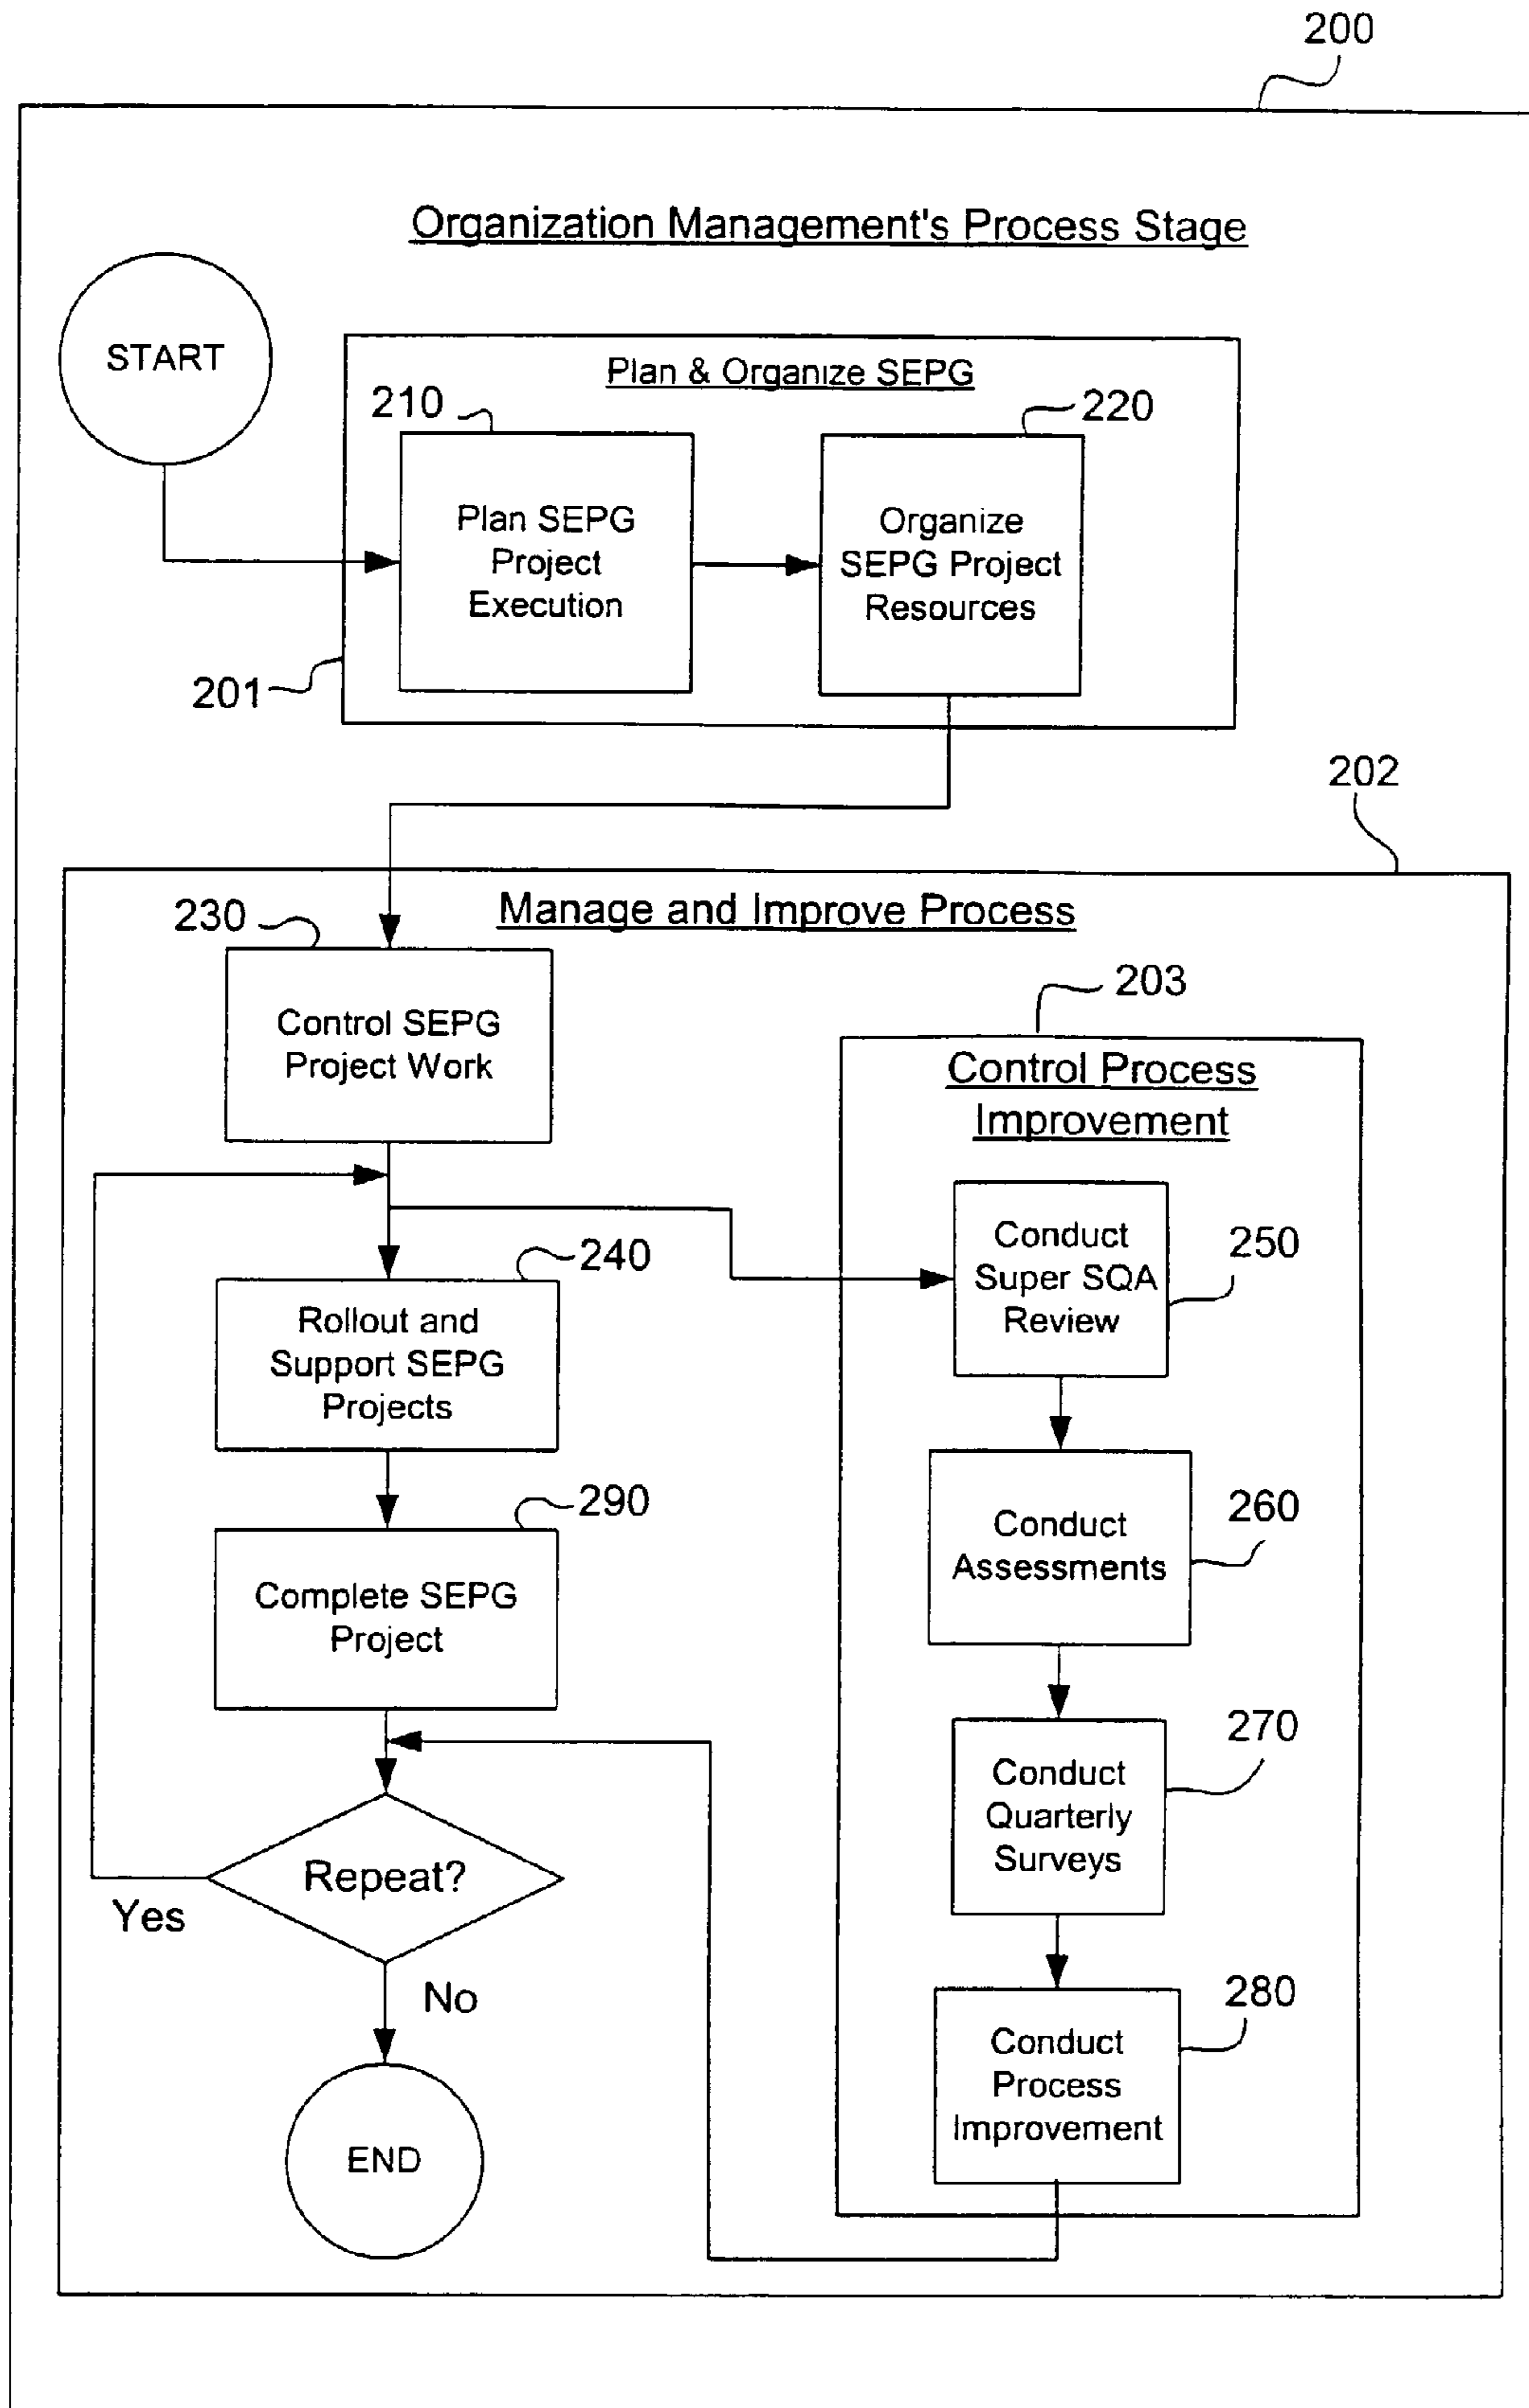 200
Organization Management's Process Stage
START
Plan & Organize SEPG
210
220
Plan SEPG
Project
Execution
Organize
SEPG Project
Resources
201
202
Manage and Improve Process
230
Control SEPG
Project Work
203
Control Process
Improvement
Conduct
Super SQA
Review
250
240
Rollout and
Support SEPG
Projects
Conduct
Assessments
260
290
Complete SEPG
Project
Conduct
Quarterly
Surveys
270
Repeat?
Yes
No
Conduct
Process
Improvement
280
END